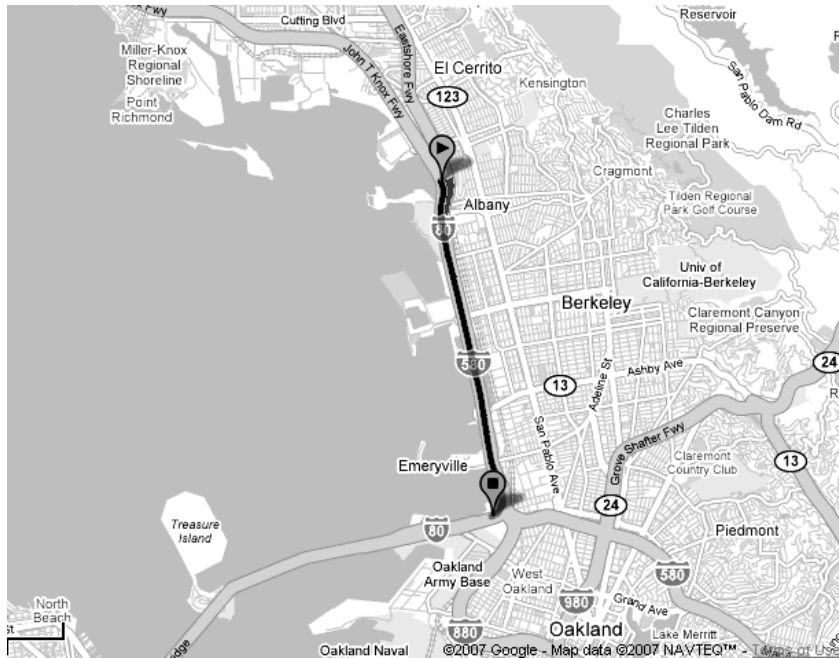 Cutting Blvd
Reservoir
Miller-Knox
Regional
Shoreline
Eastshore Fwy
John T Knox Fwy
El Cerrito
Point
Richmond
123
Kensington
San Pablo Dam Rd
Charles
Lee Tilden
Regional Park
Cragmont
Albany
Tilden Regional
Park Golf Course
80
Univ of
California-Berkeley
Berkeley
Claremont Canyon
Regional Preserve
580
Ashby Ave
24
13
Adeline St
San Pablo Ave
Grove Shafter Fwy
Emeryville
Claremont
Country Club
13
24
Treasure
Island
80
Piedmont
Oakland
Army Base
West
Oakland
580
980
Grand Ave
North
Beach
880
Oakland
Lake Merritt
Oakland Naval
©2007 Google - Map data ©2007 NAVTEQ™ - Terms of Use